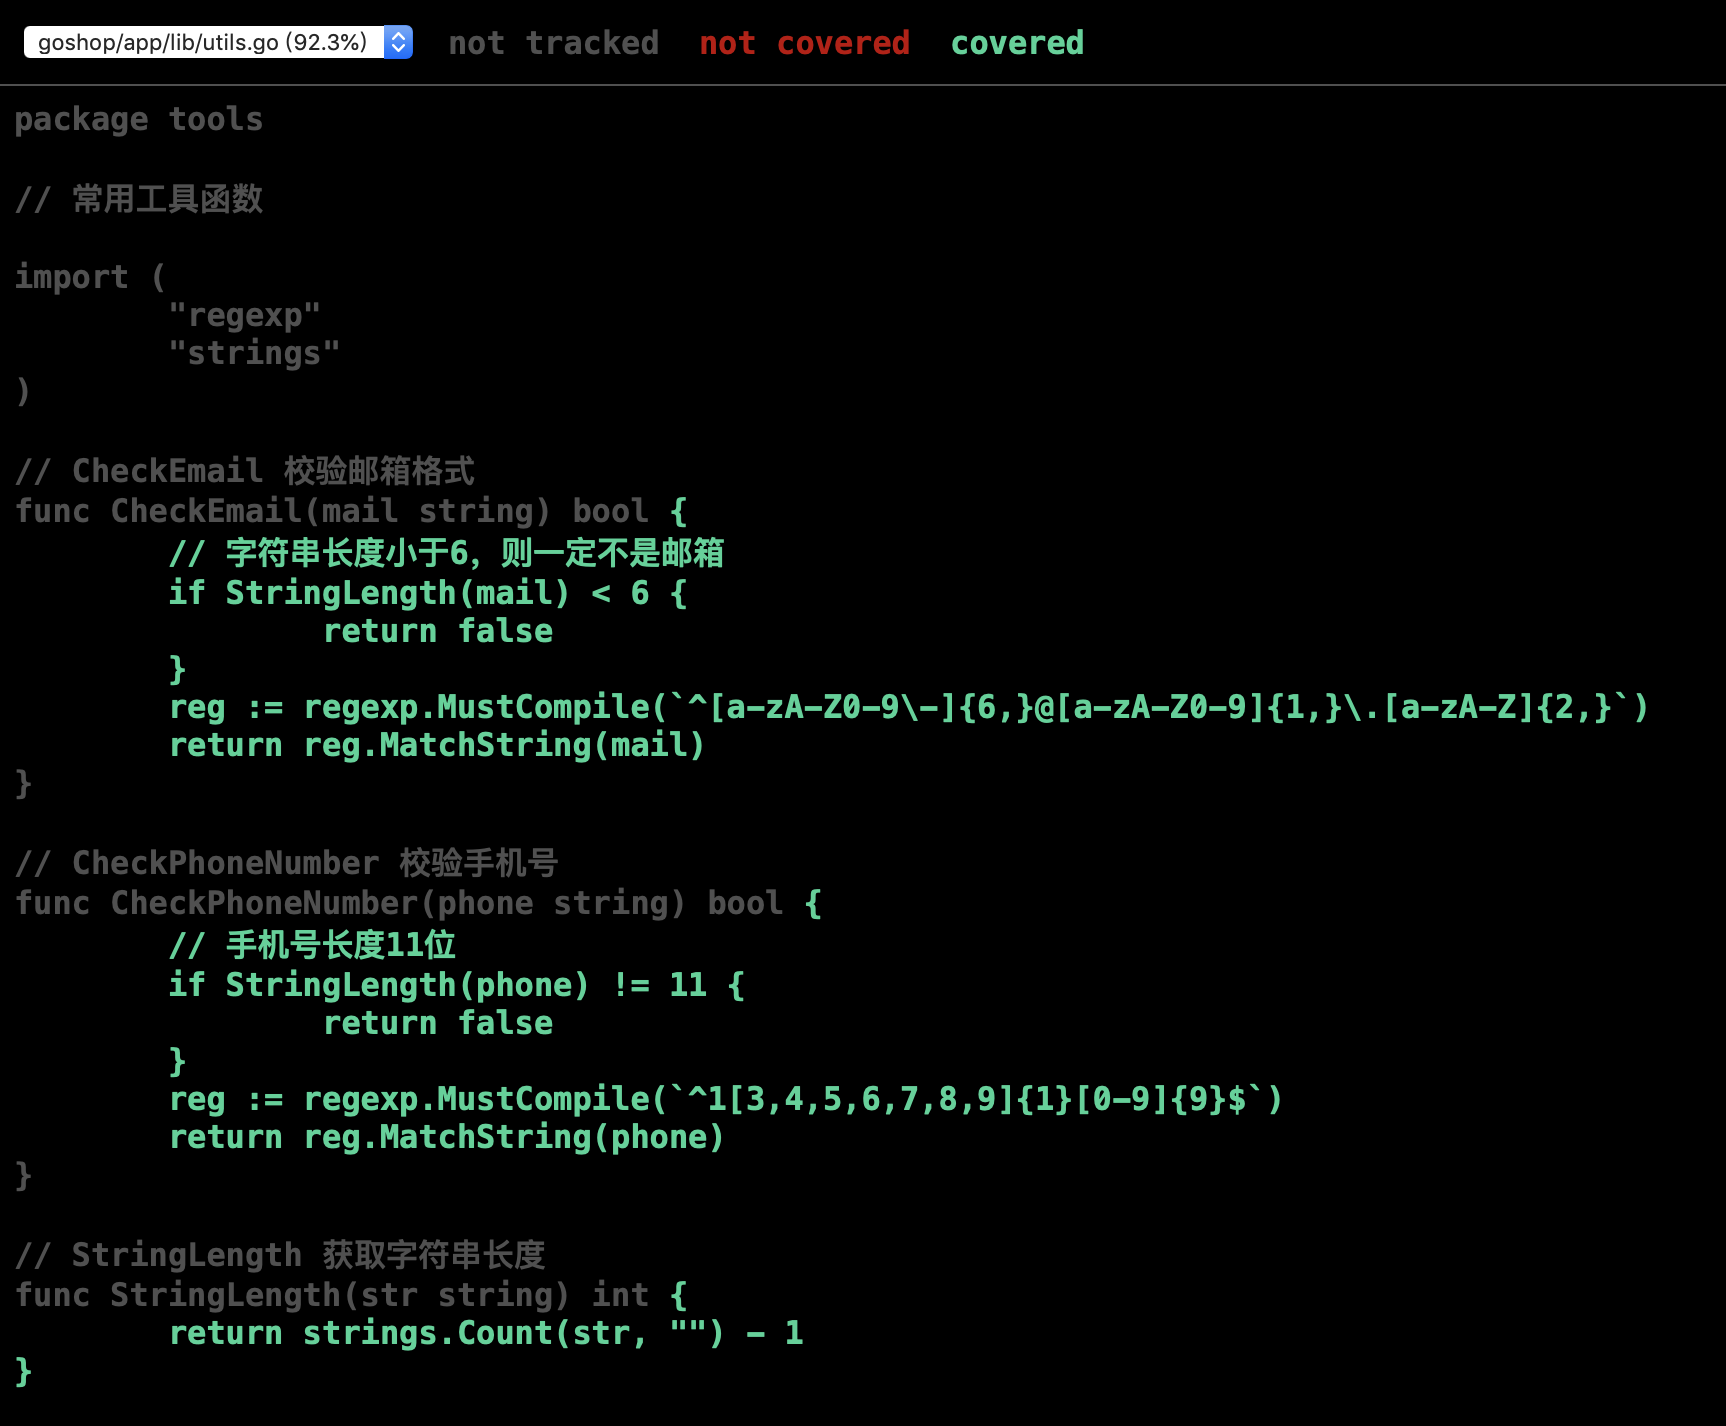 goshop/app/lib/utils.go (92.3%) not tracked not covered covered
package tools
// 常用工具函数
import (
"regexp"
"strings"
)
// CheckEmail 校验邮箱格式
func CheckEmail(mail string) bool {
// 字符串长度小于6，则一定不是邮箱
if StringLength(mail) < 6 {
return false
}
reg := regexp.MustCompile(`^[a-zA-Z0-9\-]{6,}@[a-zA-Z0-9]{1,}\.[a-zA-Z]{2,}`)
return reg.MatchString(mail)
}
// CheckPhoneNumber 校验手机号
func CheckPhoneNumber(phone string) bool {
// 手机号长度11位
if StringLength(phone) != 11 {
return false
}
reg := regexp.MustCompile(`^1[3,4,5,6,7,8,9]{1}[0-9]{9}$`)
return reg.MatchString(phone)
}
// StringLength 获取字符串长度
func StringLength(str string) int {
return strings.Count(str, "") - 1
}